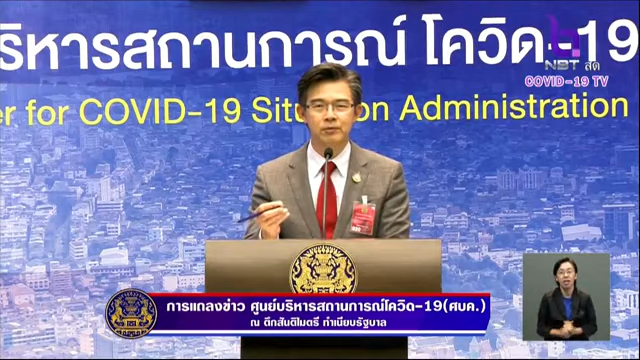 ริหารสถานการณ์ โควิด-19
er for COVID-19 Situ on Administration
NBT สด
COVID-19 TV
การแถลงข่าว ศูนย์บริหารสถานการณ์โควิด-19(ศบค.)
ณ ตึกสันติไมตรี ทำเนียบรัฐบาล